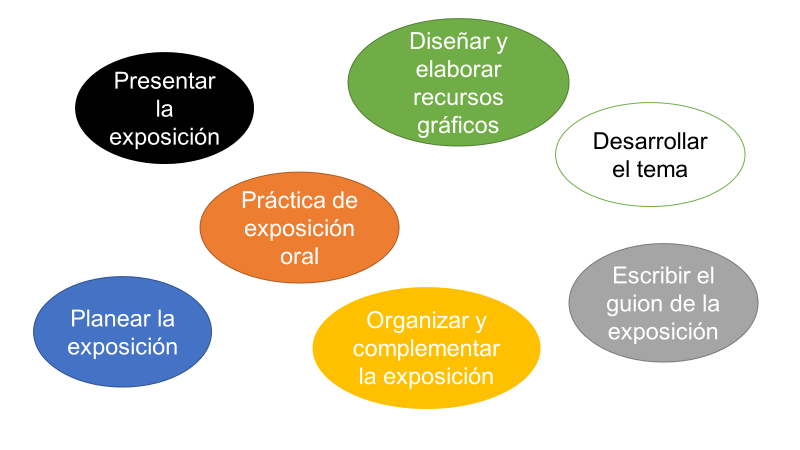 Diseñar y
elaborar
recursos
gráficos
Presentar
la
exposición
Desarrollar
el tema
Práctica de
exposición
oral
Escribir el
guion de la
exposición
Planear la
exposición
Organizar y
complementar
la exposición